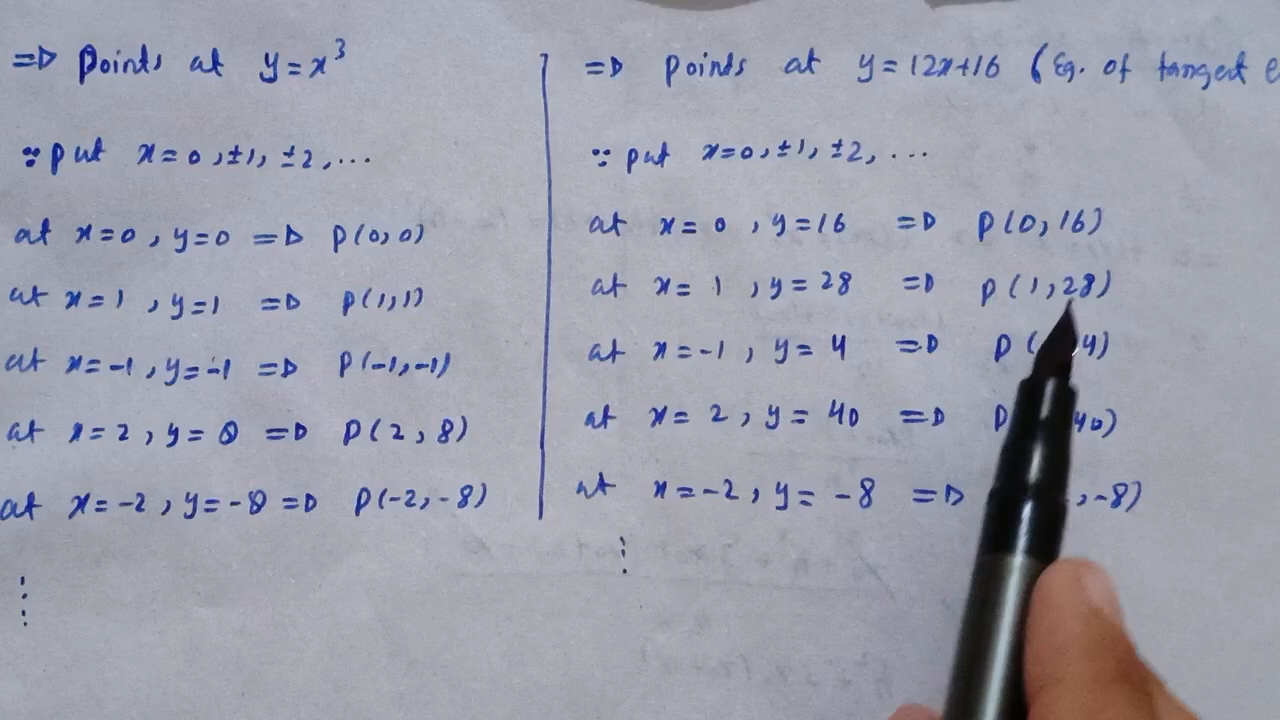 => Points at y=x³
∵ put x=0,±1,±2,...
at x=0, y=0 => P(0,0)
at x=1, y=1 => P(1,1)
at x=-1, y=-1 => P(-1,-1)
at x=2, y=8 => P(2,8)
at x=-2, y=-8 => P(-2,-8)
⋮
=> points at y=12x+16 (Eq. of tangent
∵ put x=0,±1,±2,...
at x=0, y=16 => P(0,16)
at x=1, y=28 => P(1,28)
at x=-1, y=4 => P( ,4)
at x=2, y=40 => P( 40)
at x=-2, y=-8 => ,-8)
⋮